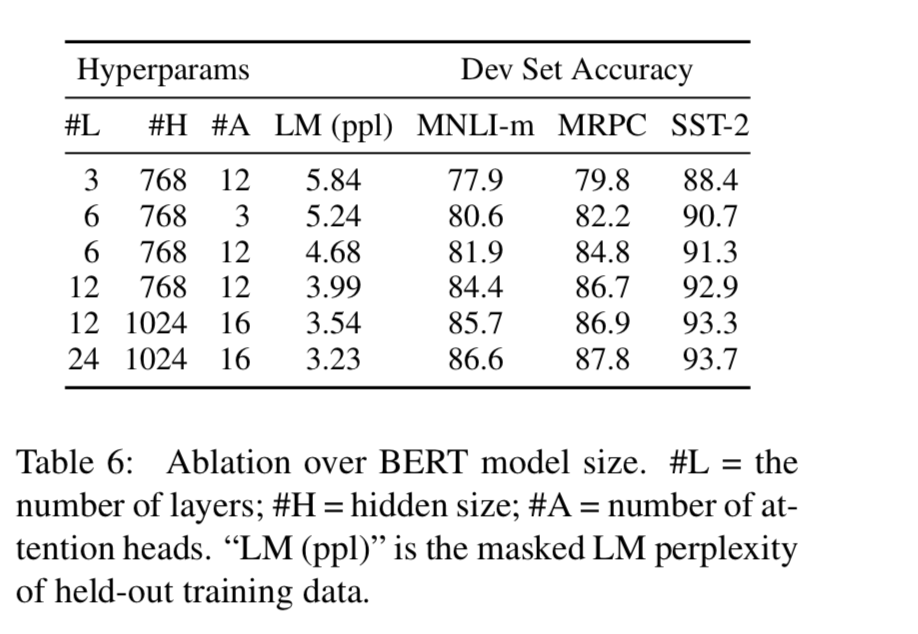 Hyperparams Dev Set Accuracy
#L #H #A LM (ppl) MNLI-m MRPC SST-2
3 768 12 5.84 77.9 79.8 88.4
6 768 3 5.24 80.6 82.2 90.7
6 768 12 4.68 81.9 84.8 91.3
12 768 12 3.99 84.4 86.7 92.9
12 1024 16 3.54 85.7 86.9 93.3
24 1024 16 3.23 86.6 87.8 93.7
Table 6: Ablation over BERT model size. #L = the
number of layers; #H = hidden size; #A = number of at-
tention heads. “LM (ppl)” is the masked LM perplexity
of held-out training data.